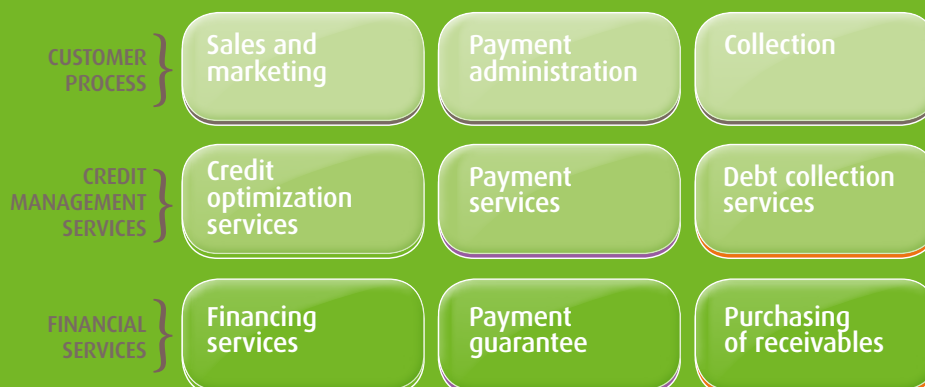 CUSTOMER
PROCESS
Sales and
marketing
Payment
administration
Collection
CREDIT
MANAGEMENT
SERVICES
Credit
optimization
services
Payment
services
Debt collection
services
FINANCIAL
SERVICES
Financing
services
Payment
guarantee
Purchasing
of receivables